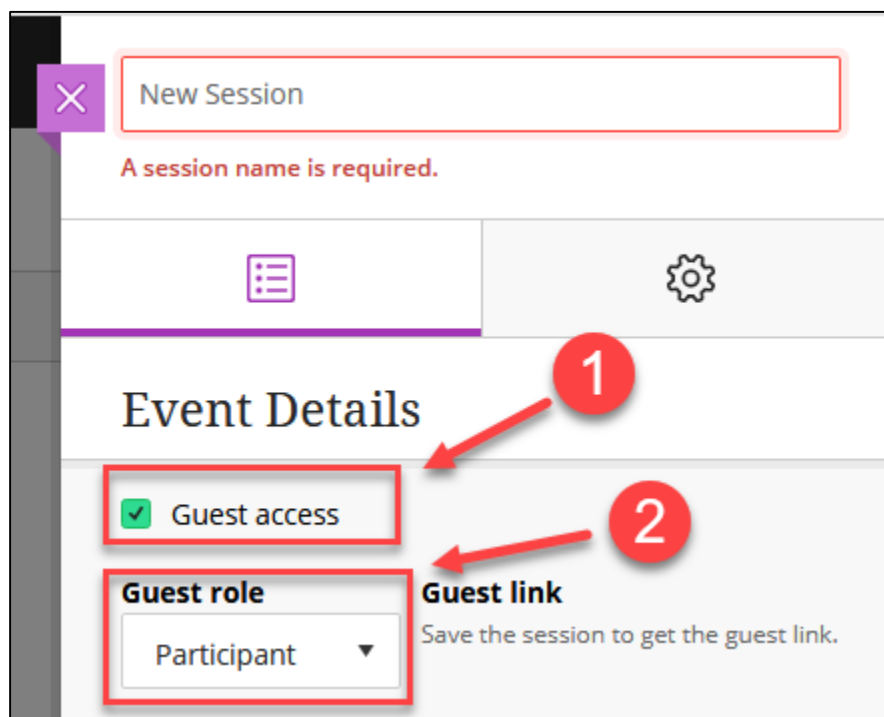 New Session
A session name is required.
Event Details
1
Guest access
2
Guest role
Guest link
Participant
Save the session to get the guest link.